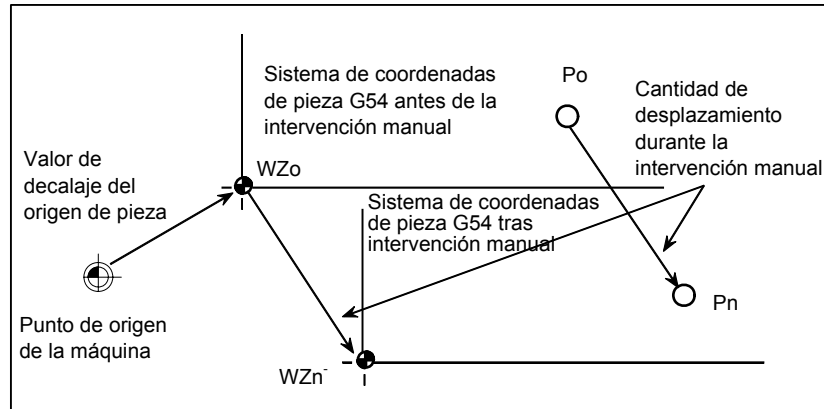 Sistema de coordenadas
de pieza G54 antes de la
intervención manual
Po
Cantidad de
desplazamiento
durante la
intervención manual
Valor de
decalaje del
origen de pieza
WZo
Sistema de coordenadas
de pieza G54 tras
intervención manual
Punto de origen
de la máquina
Pn
WZn-